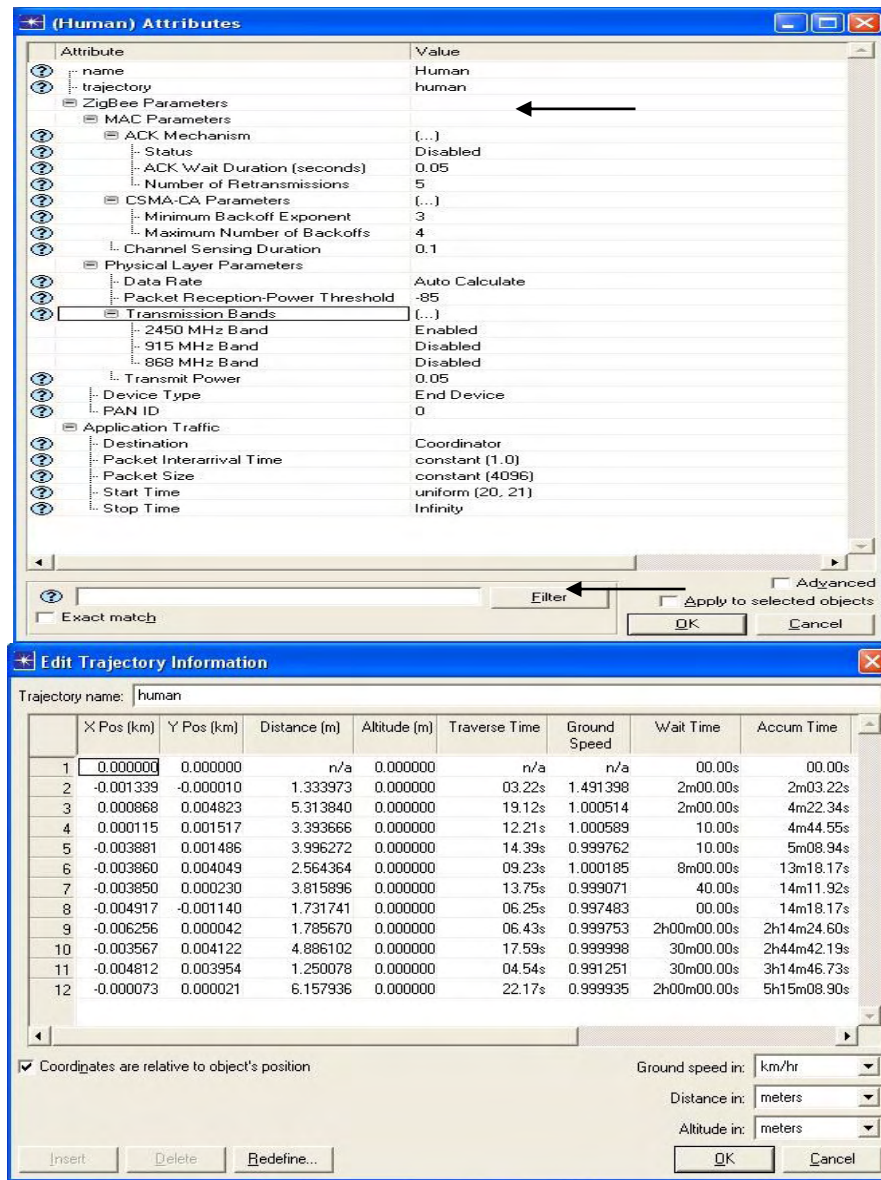 (Human) Attributes
Attribute Value
name Human
trajectory human
ZigBee Parameters
MAC Parameters
ACK Mechanism (...)
Status Disabled
ACK Wait Duration (seconds) 0.05
Number of Retransmissions 5
CSMA-CA Parameters (...)
Minimum Backoff Exponent 3
Maximum Number of Backoffs 4
Channel Sensing Duration 0.1
Physical Layer Parameters
Data Rate Auto Calculate
Packet Reception-Power Threshold -85
Transmission Bands (...)
2450 MHz Band Enabled
915 MHz Band Disabled
868 MHz Band Disabled
Transmit Power 0.05
Device Type End Device
PAN ID 0
Application Traffic
Destination Coordinator
Packet Interarrival Time constant (1.0)
Packet Size constant (4096)
Start Time uniform (20, 21)
Stop Time Infinity
Advanced
Filter
Apply to selected objects
Exact match
OK Cancel
Edit Trajectory Information
Trajectory name: human
X Pos (km) Y Pos (km) Distance (m) Altitude (m) Traverse Time Ground Speed Wait Time Accum Time
1 0.000000 0.000000 n/a 0.000000 n/a n/a 00.00s 00.00s
2 -0.001339 -0.000010 1.333973 0.000000 03.22s 1.491398 2m00.00s 2m03.22s
3 0.000868 0.004823 5.313840 0.000000 19.12s 1.000514 2m00.00s 4m22.34s
4 0.000115 0.001517 3.393666 0.000000 12.21s 1.000589 10.00s 4m44.55s
5 -0.003881 0.001486 3.996272 0.000000 14.39s 0.999762 10.00s 5m08.94s
6 -0.003860 0.004049 2.564364 0.000000 09.23s 1.000185 8m00.00s 13m18.17s
7 -0.003850 0.000230 3.815896 0.000000 13.75s 0.999071 40.00s 14m11.92s
8 -0.004917 -0.001140 1.731741 0.000000 06.25s 0.997483 00.00s 14m18.17s
9 -0.006256 0.000042 1.785670 0.000000 06.43s 0.999753 2h00m00.00s 2h14m24.60s
10 -0.003567 0.004122 4.886102 0.000000 17.59s 0.999998 30m00.00s 2h44m42.19s
11 -0.004812 0.003954 1.250078 0.000000 04.54s 0.991251 30m00.00s 3h14m46.73s
12 -0.000073 0.000021 6.157936 0.000000 22.17s 0.999935 2h00m00.00s 5h15m08.90s
Coordinates are relative to object's position
Ground speed in: km/hr
Distance in: meters
Altitude in: meters
Insert Delete Redefine... OK Cancel